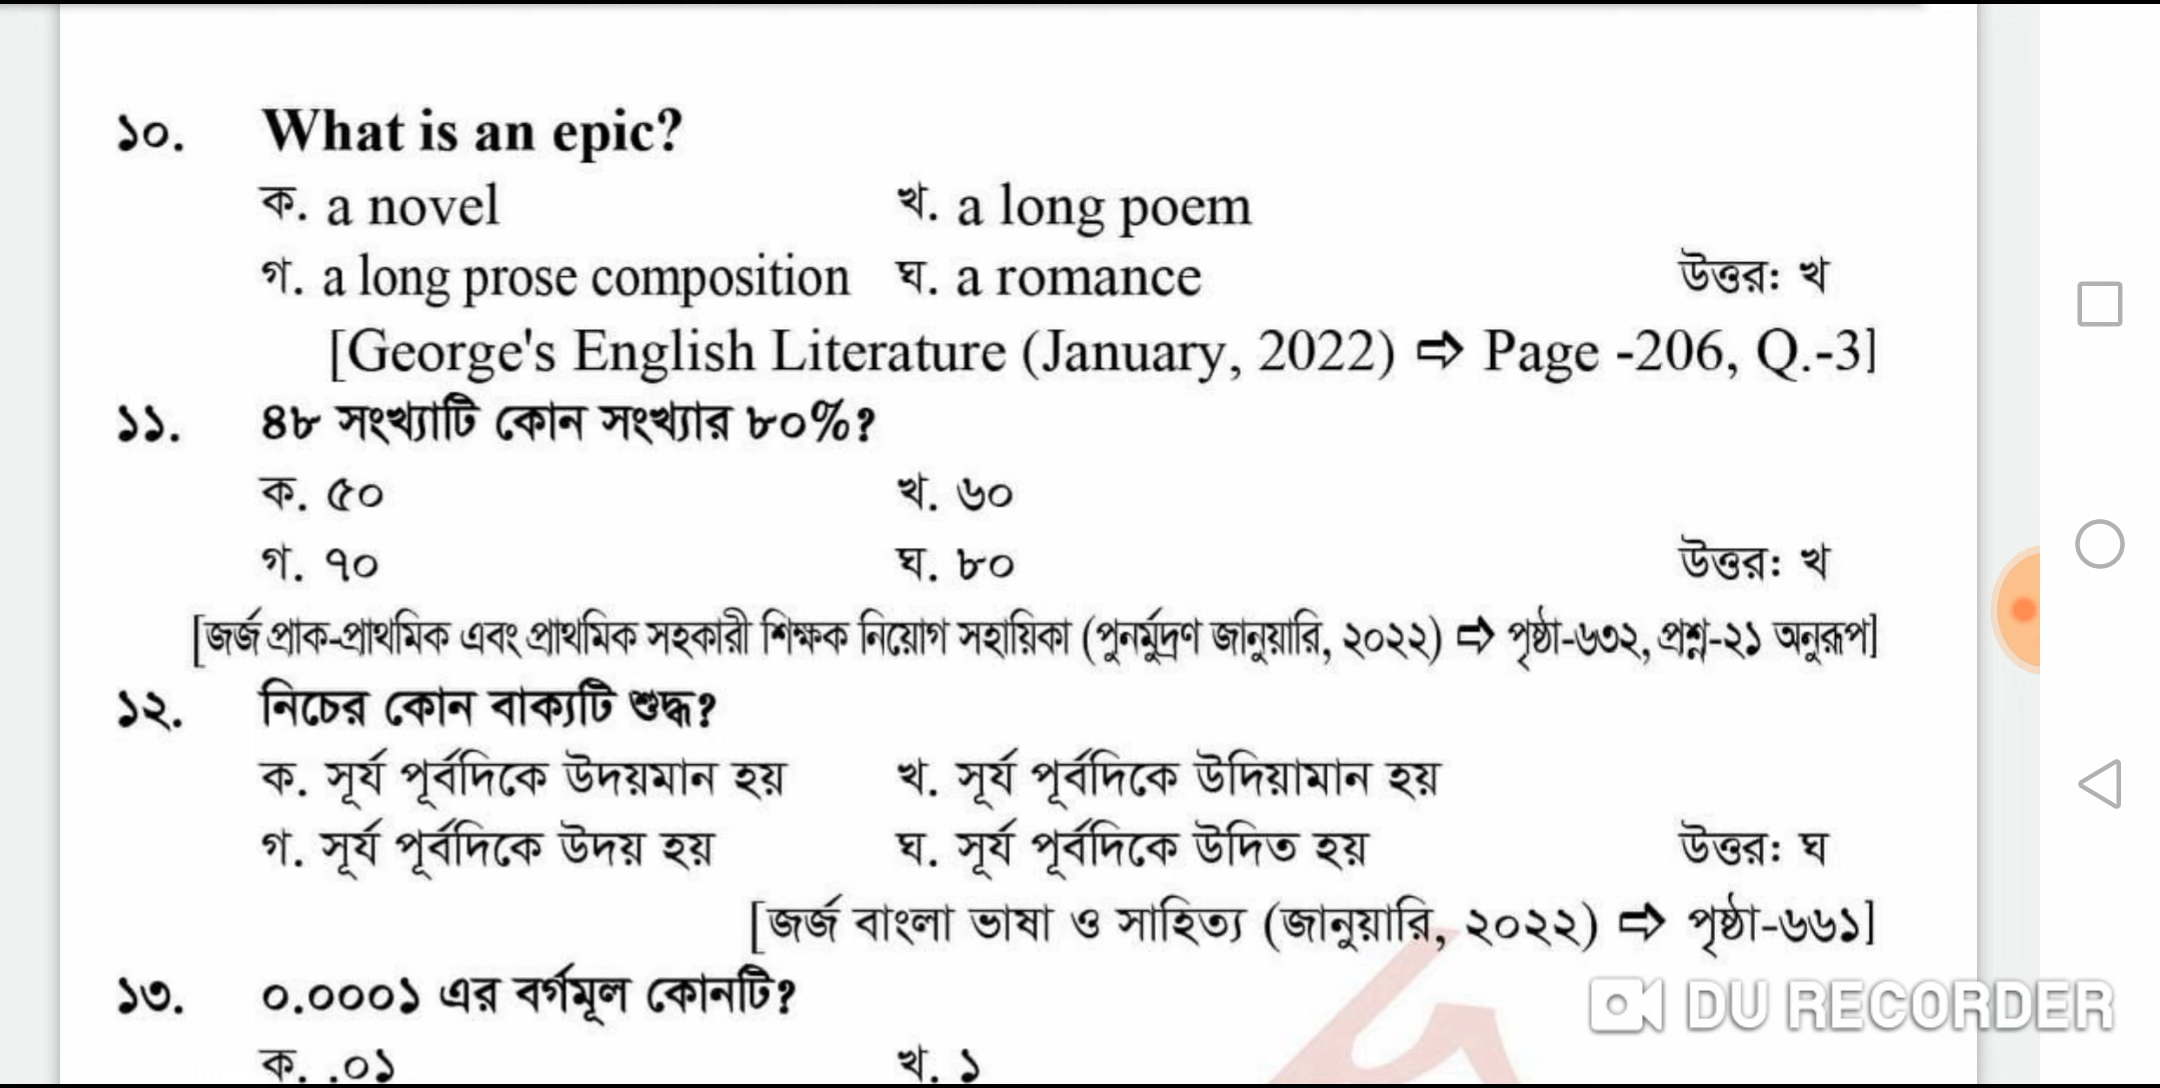 ১০. What is an epic?
ক. a novel খ. a long poem
গ. a long prose composition ঘ. a romance উত্তরঃ খ
[George's English Literature (January, 2022) ⇨ Page -206, Q.-3]
১১. ৪৮ সংখ্যাটি কোন সংখ্যার ৮০%?
ক. ৫০ খ. ৬০
গ. ৭০ ঘ. ৮০ উত্তরঃ খ
[জর্জ প্রাক-প্রাথমিক এবং প্রাথমিক সহকারী শিক্ষক নিয়োগ সহায়িকা (পুনর্মুদ্রণ জানুয়ারি, ২০২২) ⇨ পৃষ্ঠা-৬৩২, প্রশ্ন-২১ অনুরূপ]
১২. নিচের কোন বাক্যটি শুদ্ধ?
ক. সূর্য পূর্বদিকে উদয়মান হয় খ. সূর্য পূর্বদিকে উদিয়ামান হয়
গ. সূর্য পূর্বদিকে উদয় হয় ঘ. সূর্য পূর্বদিকে উদিত হয় উত্তরঃ ঘ
[জর্জ বাংলা ভাষা ও সাহিত্য (জানুয়ারি, ২০২২) ⇨ পৃষ্ঠা-৬৬১]
১৩. ০.০০০১ এর বর্গমূল কোনটি?
ক. .০১ খ. ১
DU RECORDER